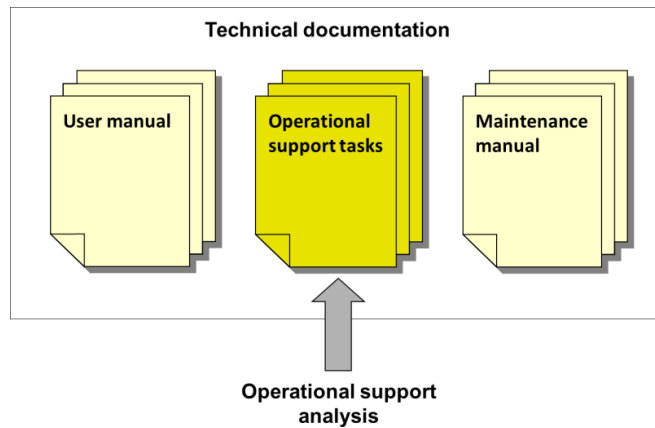 Technical documentation
User manual
Operational
support tasks
Maintenance
manual
Operational support
analysis